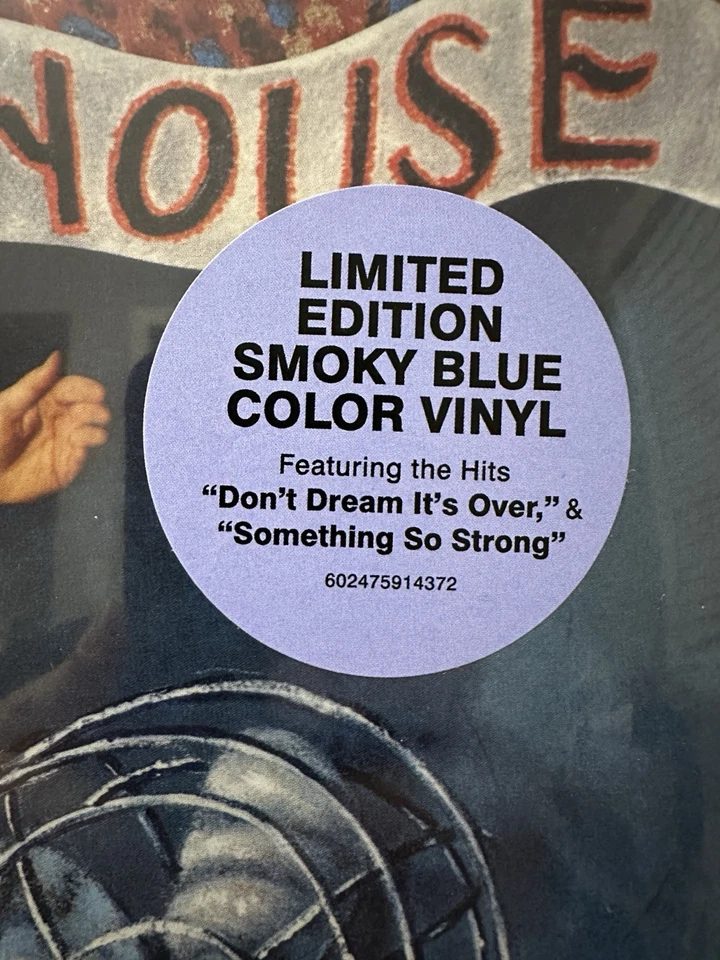 HOUSE
LIMITED
EDITION
SMOKY BLUE
COLOR VINYL
Featuring the Hits
“Don’t Dream It’s Over,” &
“Something So Strong”
602475914372